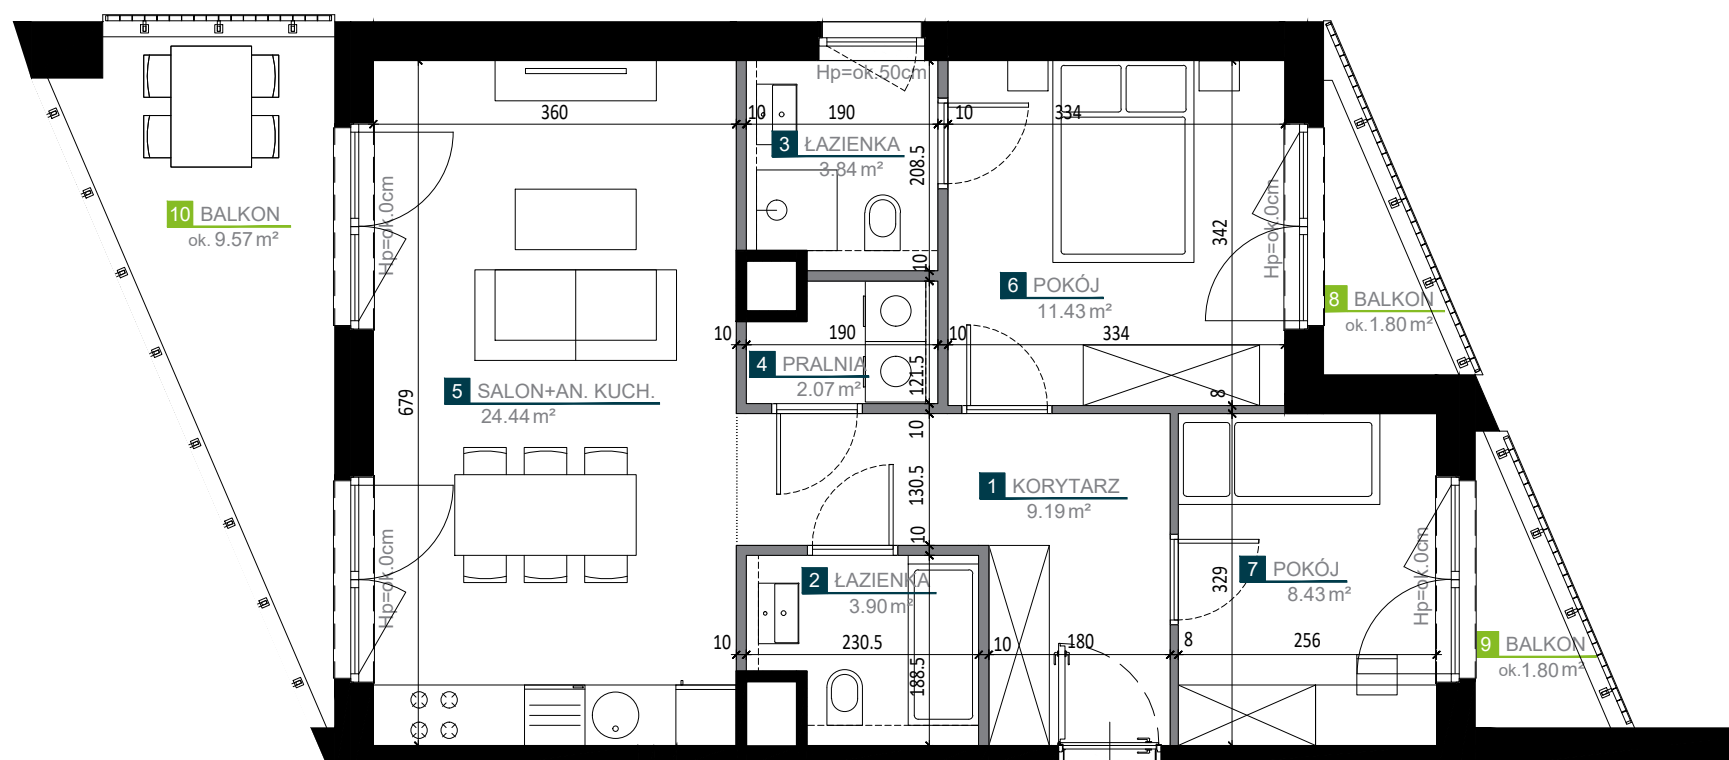 Hp=ok.50cm
360
10
190
10
334
3 ŁAZIENKA
3.84 m²
208.5
10 BALKON
ok. 9.57 m²
Hp=ok.0cm
342
Hp=ok.0cm
10
6 POKÓJ
11.43 m²
8 BALKON
ok.1.80 m²
10
190
10
334
4 PRALNIA
2.07 m²
121.5
5 SALON+AN. KUCH.
24.44 m²
679
8
10
130.5
10
1 KORYTARZ
9.19 m²
Hp=ok.0cm
2 ŁAZIENKA
3.90 m²
329
7 POKÓJ
8.43 m²
Hp=ok.0cm
10
230.5
10
180
8
256
188.5
9 BALKON
ok.1.80 m²